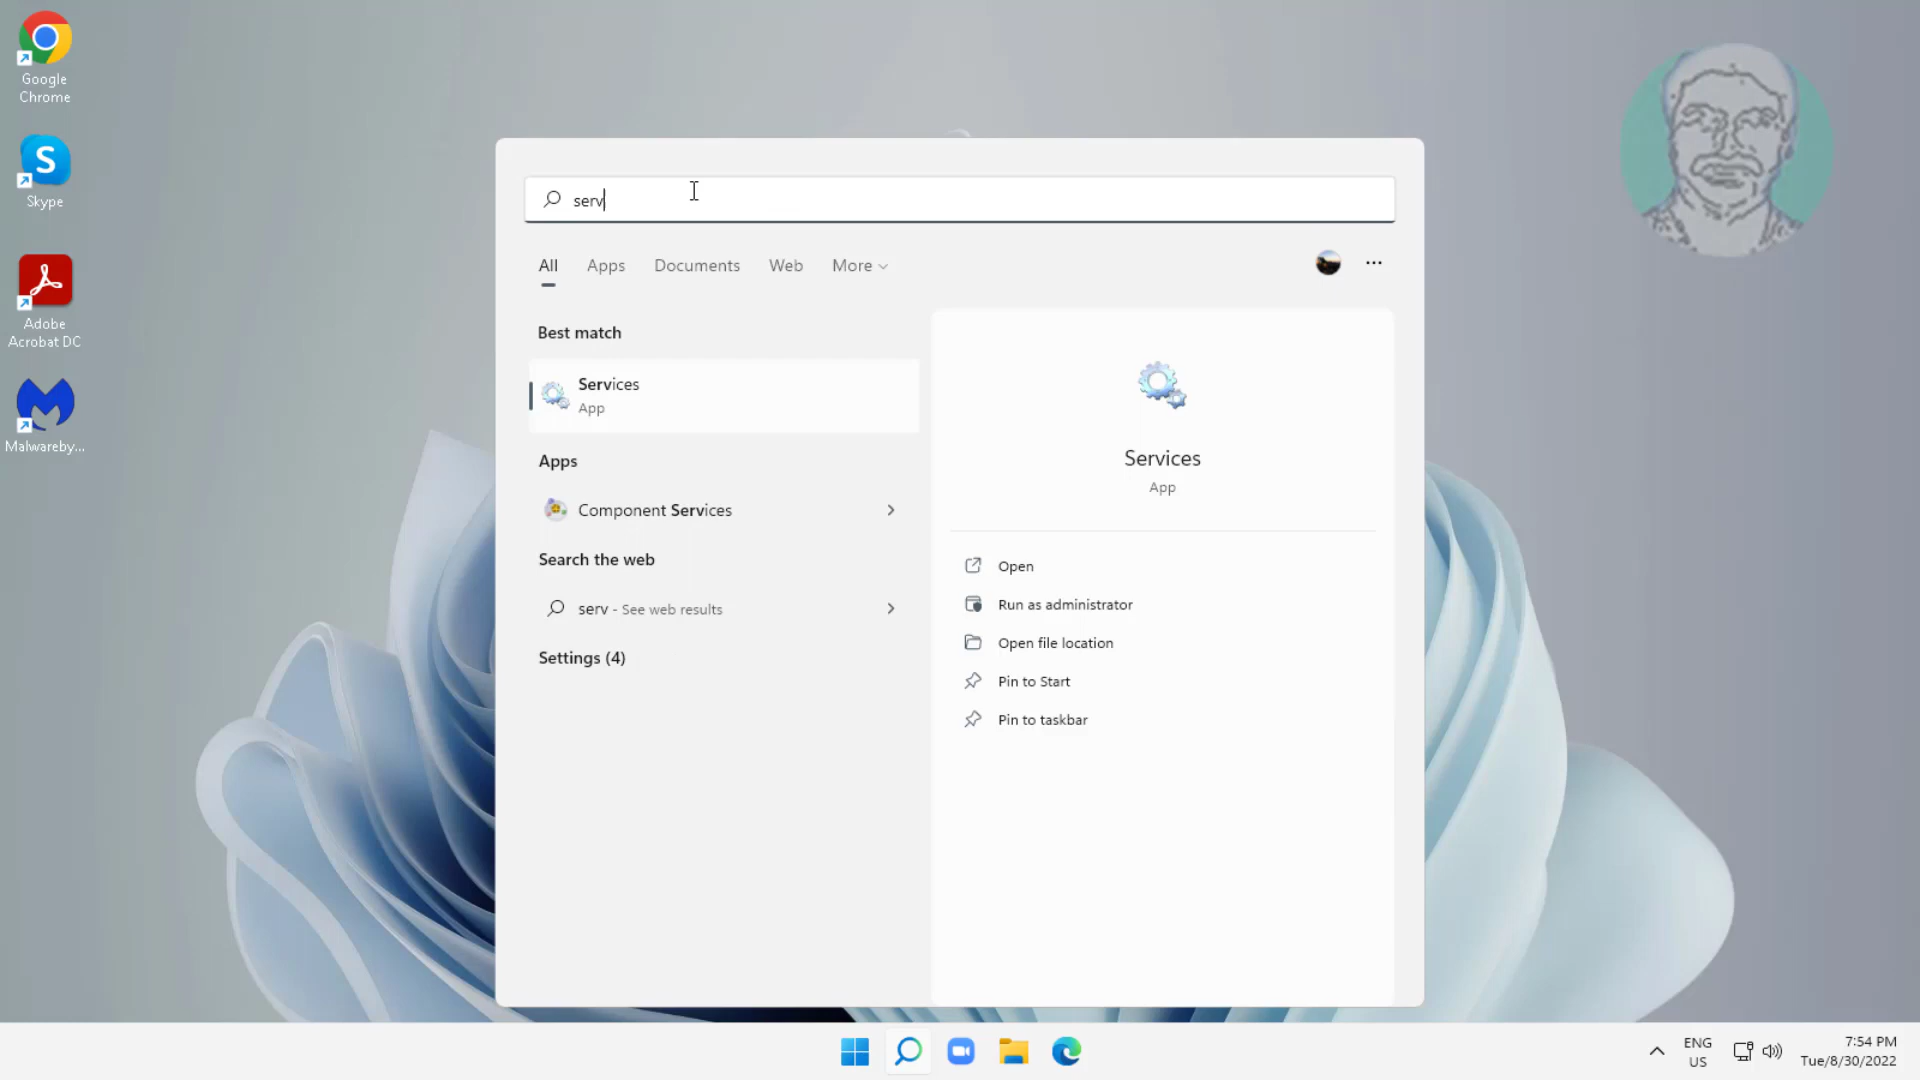 Google
Chrome
Skype
Adobe
Acrobat DC
Malwareby...
serv
All
Apps
Documents
Web
More
Best match
Services
App
Apps
Component Services
Search the web
serv - See web results
Settings (4)
Services
App
Open
Run as administrator
Open file location
Pin to Start
Pin to taskbar
ENG
US
7:54 PM
Tue/8/30/2022